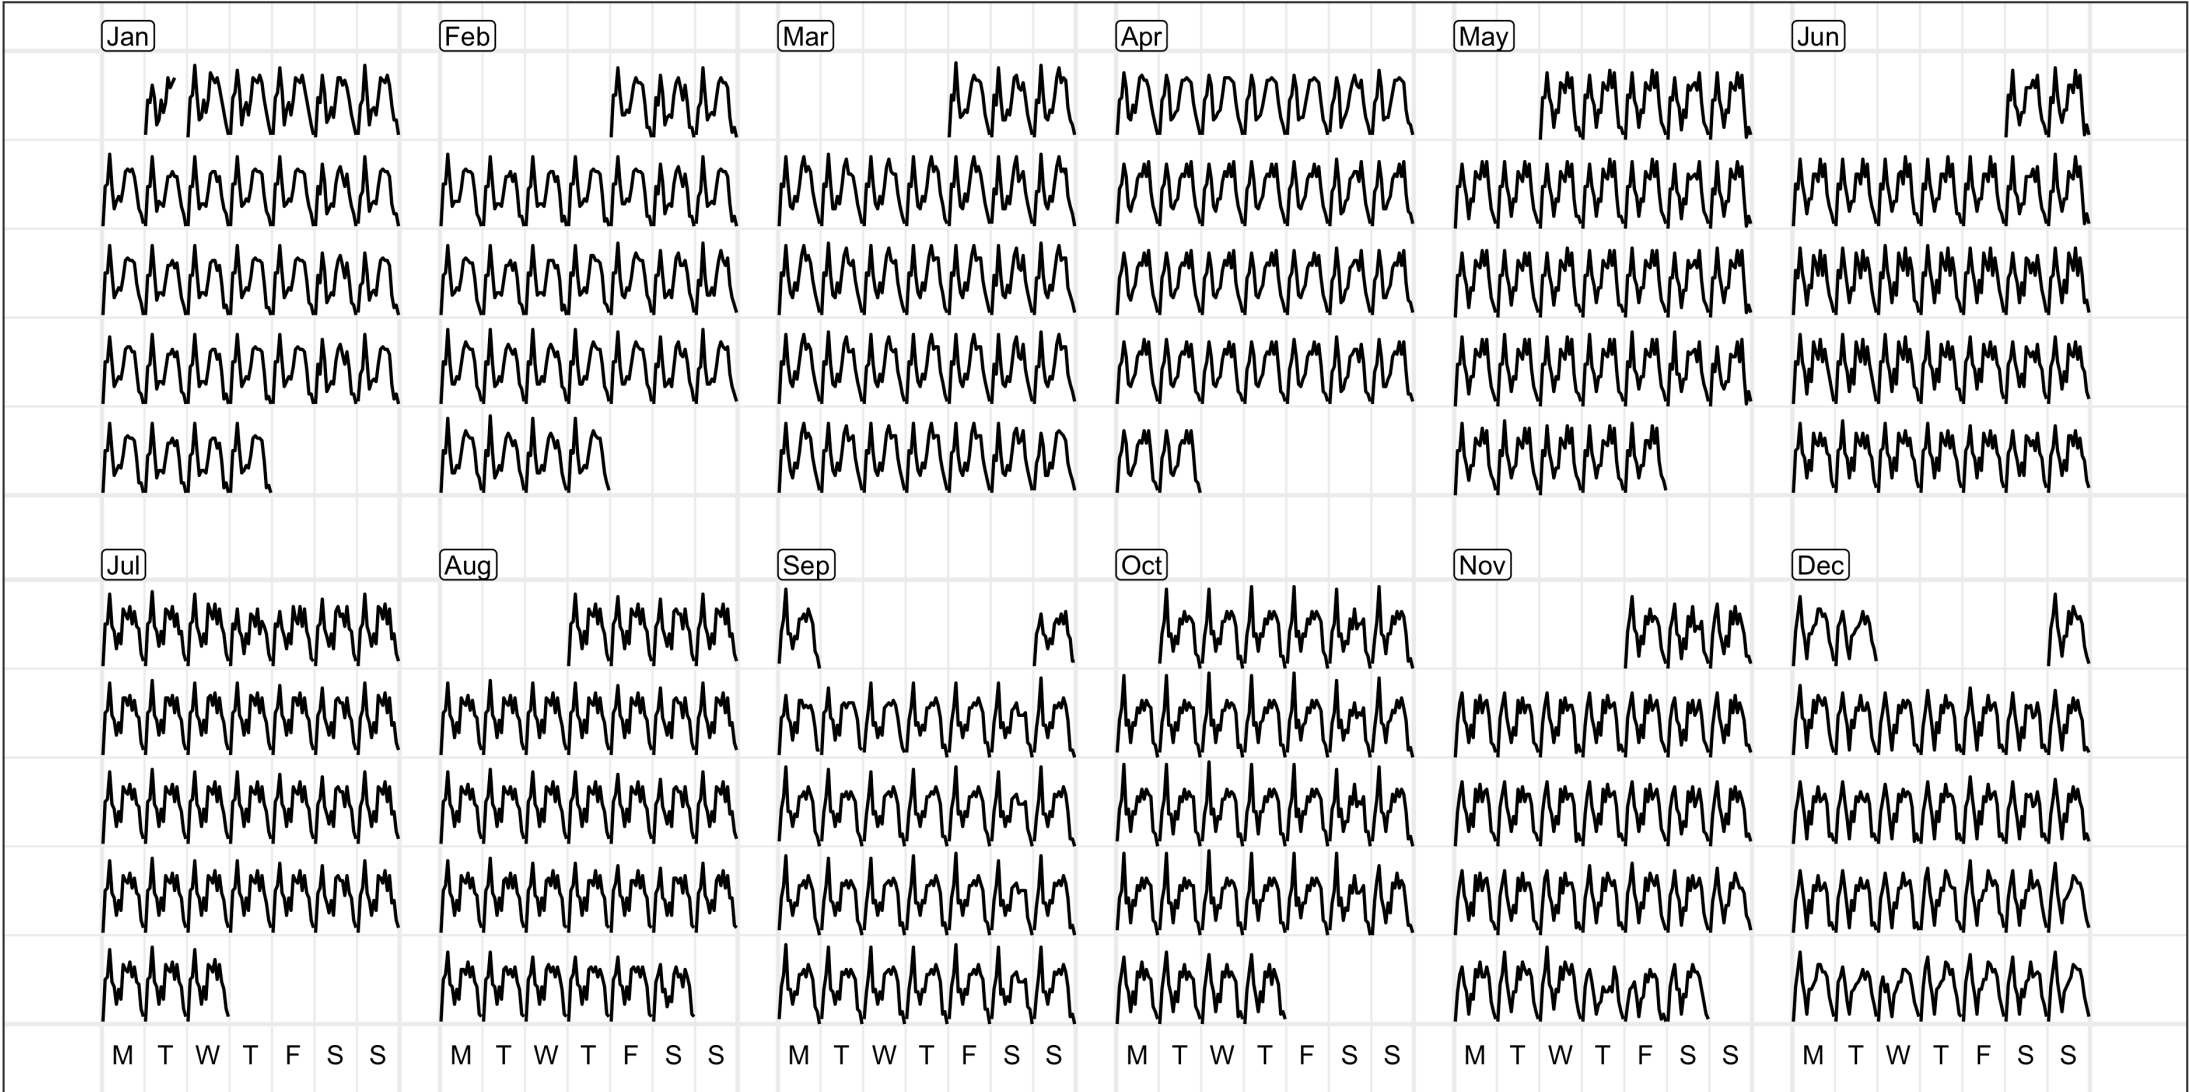 Jan Feb Mar Apr May Jun
Jul Aug Sep Oct Nov Dec
M T W T F S S M T W T F S S M T W T F S S M T W T F S S M T W T F S S M T W T F S S